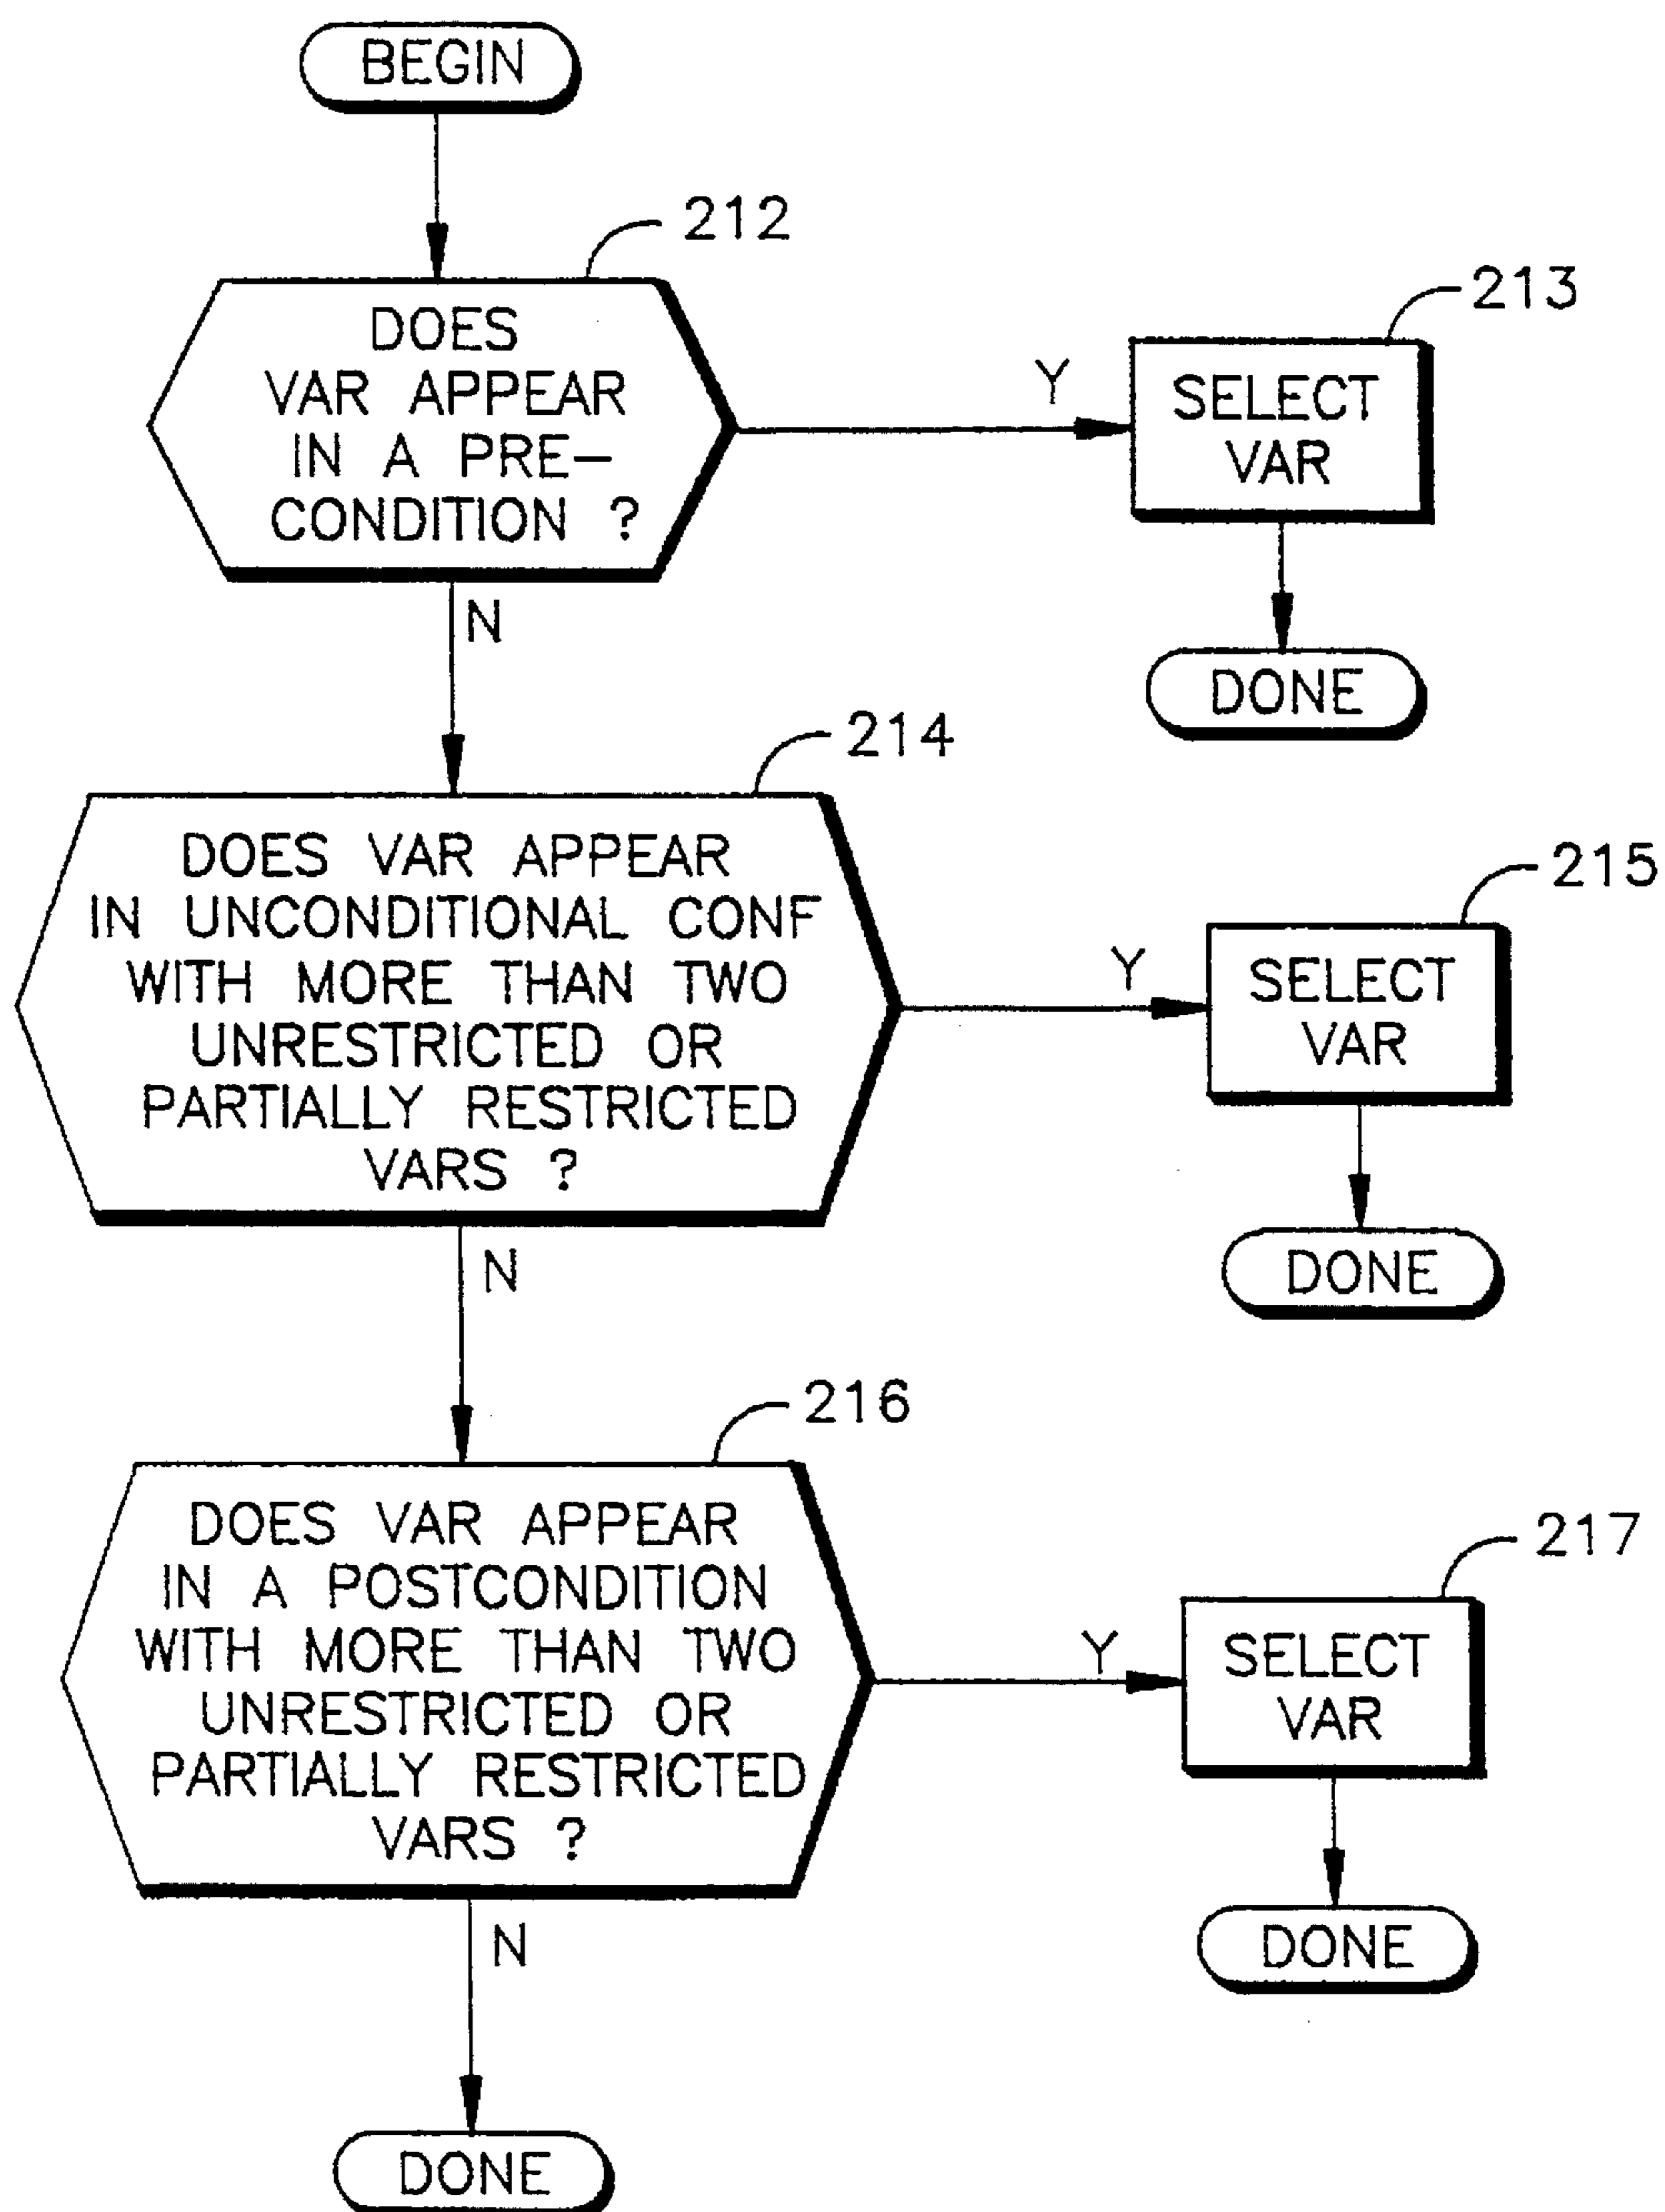 BEGIN
212
DOES
VAR APPEAR
IN A PRE-
CONDITION ?
Y
213
SELECT
VAR
DONE
N
214
DOES VAR APPEAR
IN UNCONDITIONAL CONF
WITH MORE THAN TWO
UNRESTRICTED OR
PARTIALLY RESTRICTED
VARS ?
Y
215
SELECT
VAR
DONE
N
216
DOES VAR APPEAR
IN A POSTCONDITION
WITH MORE THAN TWO
UNRESTRICTED OR
PARTIALLY RESTRICTED
VARS ?
Y
217
SELECT
VAR
DONE
N
DONE